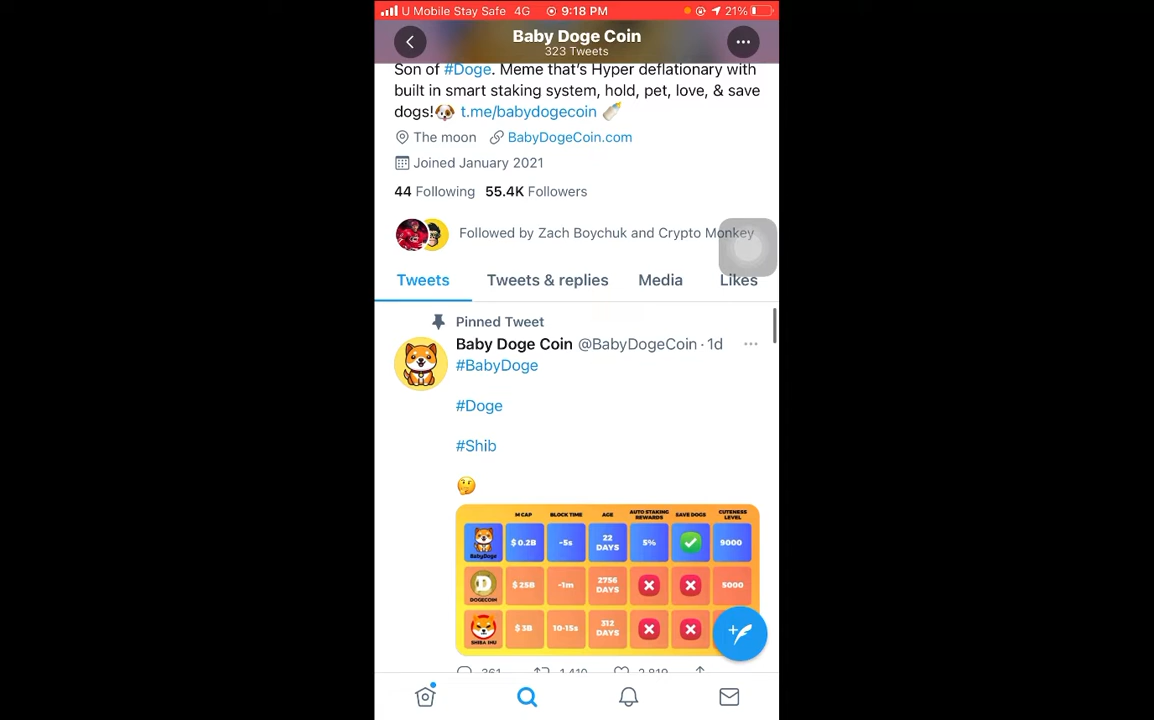 U Mobile Stay Safe 4G 9:18 PM 21%
Baby Doge Coin
323 Tweets
Son of #Doge. Meme that's Hyper deflationary with
built in smart staking system, hold, pet, love, & save
dogs!🐶 t.me/babydogecoin 🍼
The moon BabyDogeCoin.com
Joined January 2021
44 Following 55.4K Followers
Followed by Zach Boychuk and Crypto Monkey
Tweets Tweets & replies Media Likes
Pinned Tweet
Baby Doge Coin @BabyDogeCoin · 1d
#BabyDoge
#Doge
#Shib
🤔
M CAP BLOCK TIME AGE AUTO STAKING REWARDS SAVE DOGS CUTENESS LEVEL
BabyDoge $ 0.2B ~5s 22 DAYS 5% 9000
DOGECOIN $ 25B ~1m 2756 DAYS 5000
SHIBA INU $ 3B 10-15s 312 DAYS
361 1,410 2,819